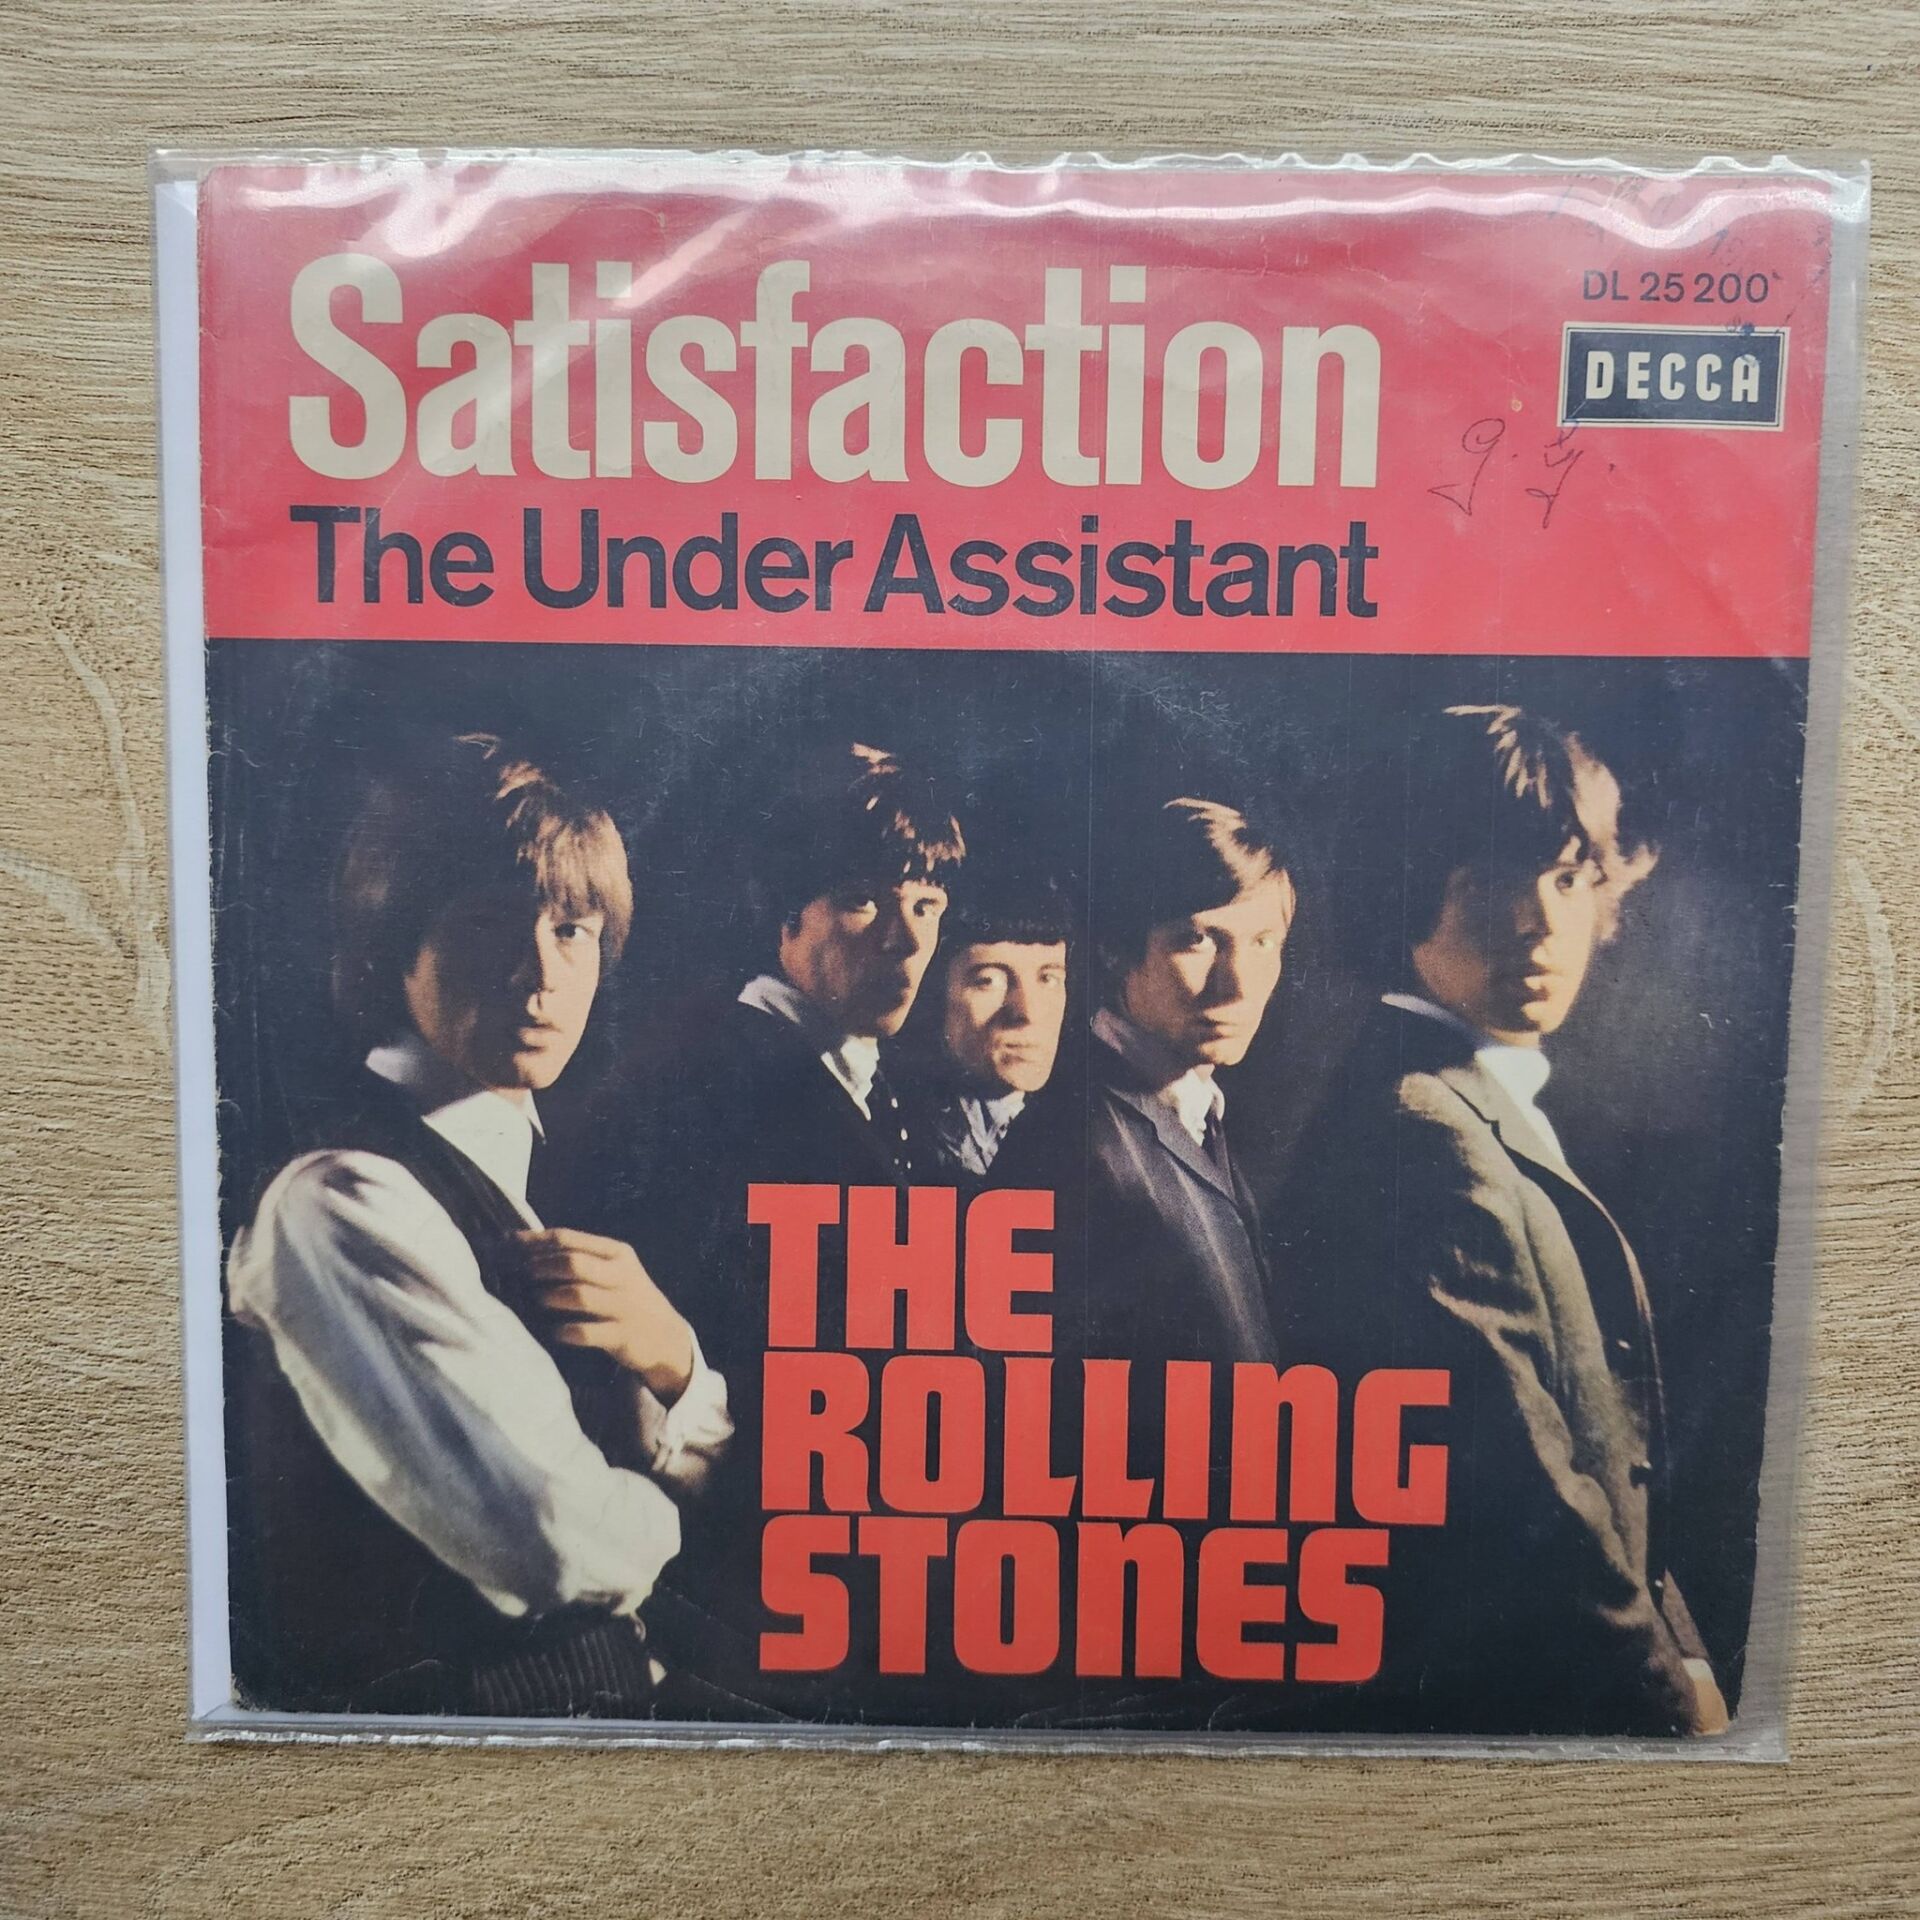 DL 25 200
Satisfaction
DECCA
The Under Assistant
THE
ROLLING
STONES